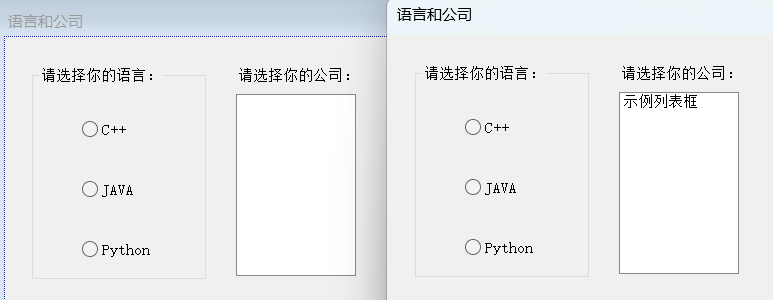 语言和公司
请选择你的语言：
请选择你的公司：
C++
JAVA
Python
语言和公司
请选择你的语言：
请选择你的公司：
示例列表框
C++
JAVA
Python